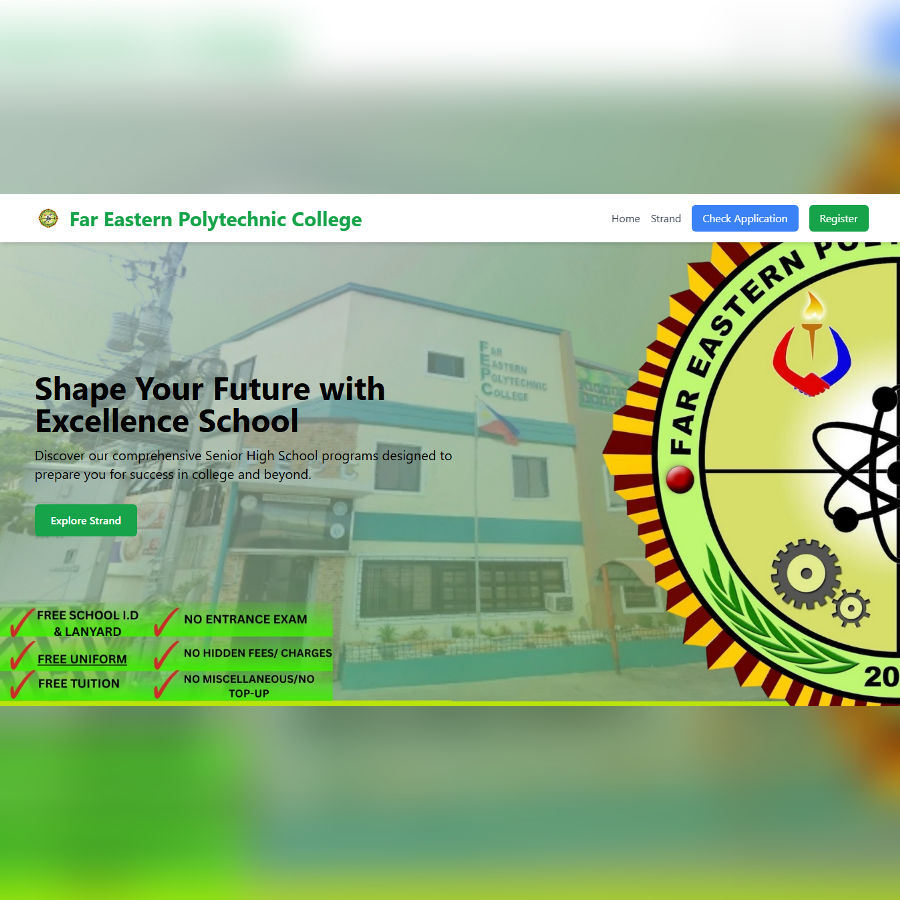 Far Eastern Polytechnic College
Home
Strand
Check Application
Register
FAR EASTERN
FAR
EASTERN
POLYTECHNIC
COLLEGE
Shape Your Future with
Excellence School
Discover our comprehensive Senior High School programs designed to
prepare you for success in college and beyond.
Explore Strand
FREE SCHOOL I.D
& LANYARD
NO ENTRANCE EXAM
FREE UNIFORM
NO HIDDEN FEES/ CHARGES
FREE TUITION
NO MISCELLANEOUS/NO
TOP-UP
20